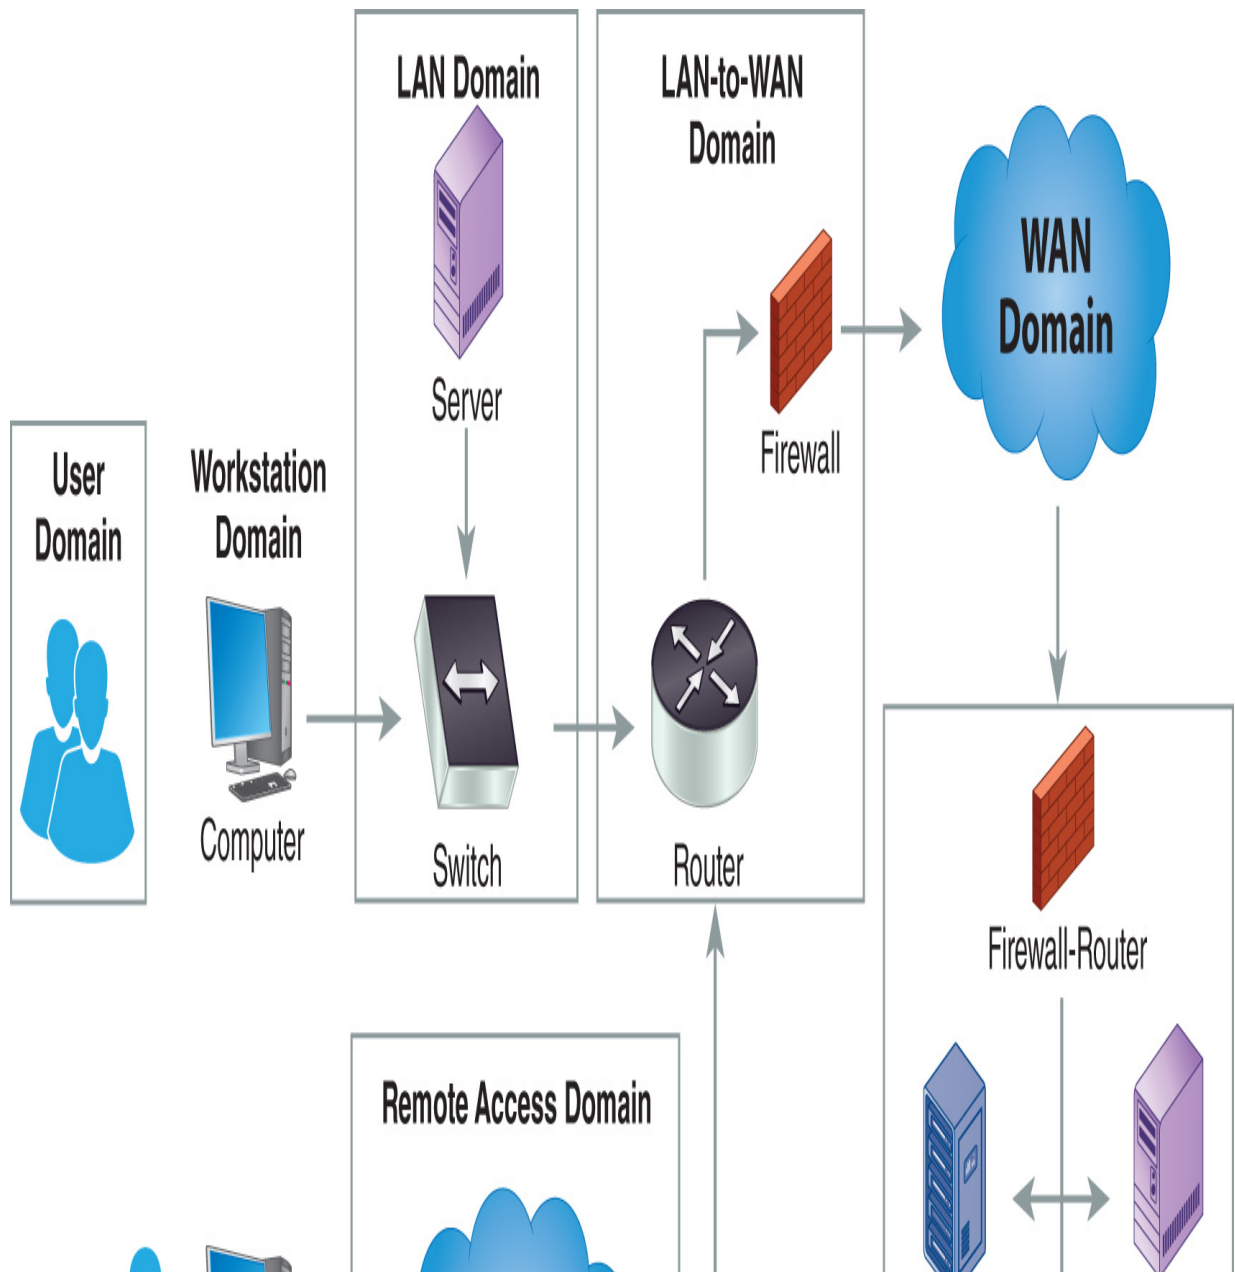 LAN Domain
Server
Switch
LAN-to-WAN
Domain
Firewall
Router
WAN
Domain
User
Domain
Workstation
Domain
Computer
Firewall-Router
Remote Access Domain